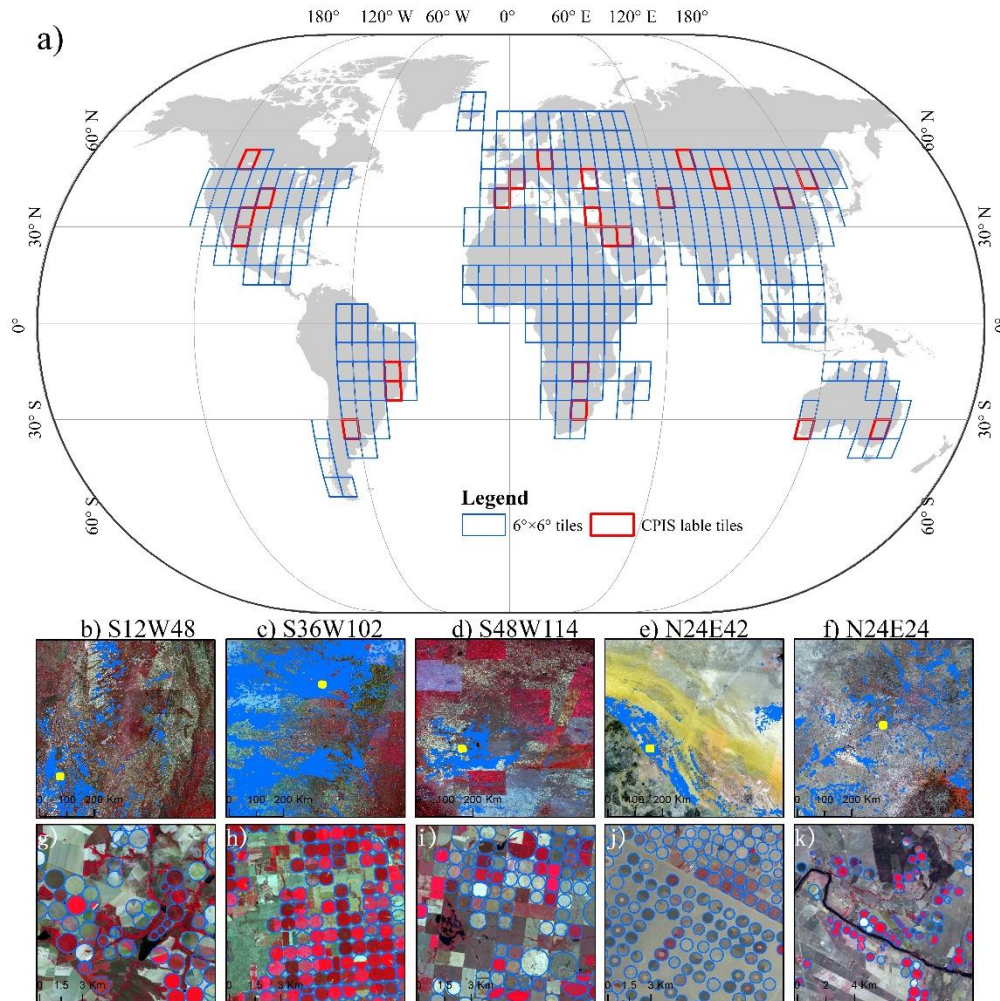 180° 120° W 60° W 0° 60° E 120° E 180°
a)
60° N
60° N
30° N
30° N
0°
0°
30° S
30° S
60° S
60° S
Legend
6°×6° tiles
CPIS lable tiles
b) S12W48
c) S36W102
d) S48W114
e) N24E42
f) N24E24
0 100 200 Km
0 100 200 Km
0 100 200 Km
0 100 200 Km
0 100 200 Km
g)
h)
i)
j)
k)
0 1.5 3 Km
0 1.5 3 Km
0 1.5 3 Km
0 1.5 3 Km
0 2 4 Km